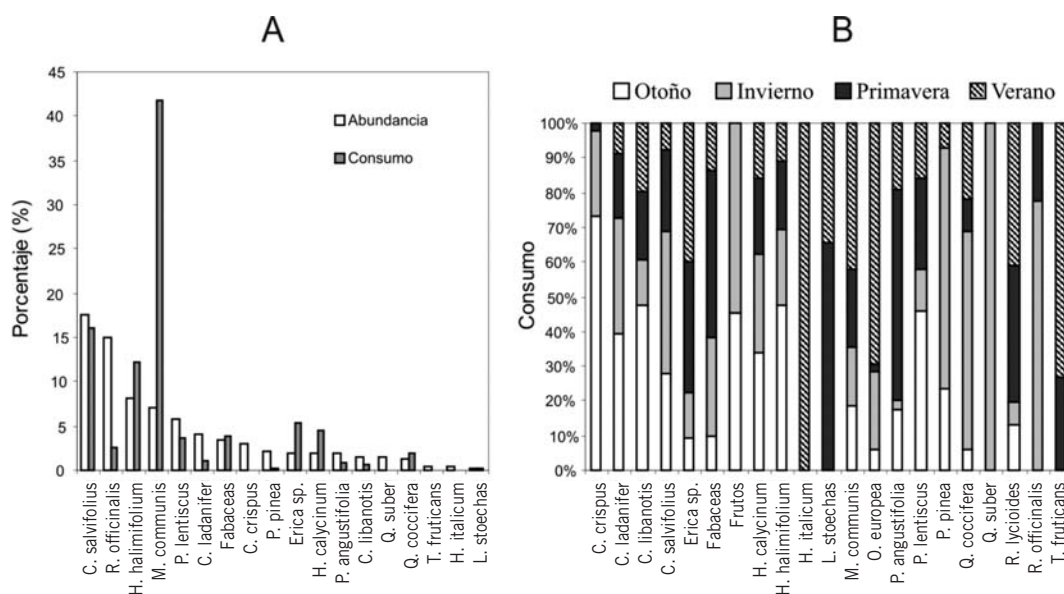 A
B
Porcentaje (%)
45
40
35
30
25
20
15
10
5
0
Abundancia
Consumo
C. salvifolius
R. officinalis
H. halimifolium
M. communis
P. lentiscus
C. ladanifer
Fabaceas
C. crispus
P. pinea
Erica sp.
H. calycinum
P. angustifolia
C. libanotis
Q. suber
Q. coccifera
T. fruticans
H. italicum
L. stoechas
Otoño Invierno Primavera Verano
Consumo
100%
90%
80%
70%
60%
50%
40%
30%
20%
10%
0%
C. crispus
C. ladanifer
C. libanotis
C. salvifolius
Erica sp.
Fabaceas
Frutos
H. calycinum
H. halimifolium
H. italicum
L. stoechas
M. communis
O. europea
P. angustifolia
P. lentiscus
P. pinea
Q. coccifera
Q. suber
R. lycioides
R. officinalis
T. fruticans